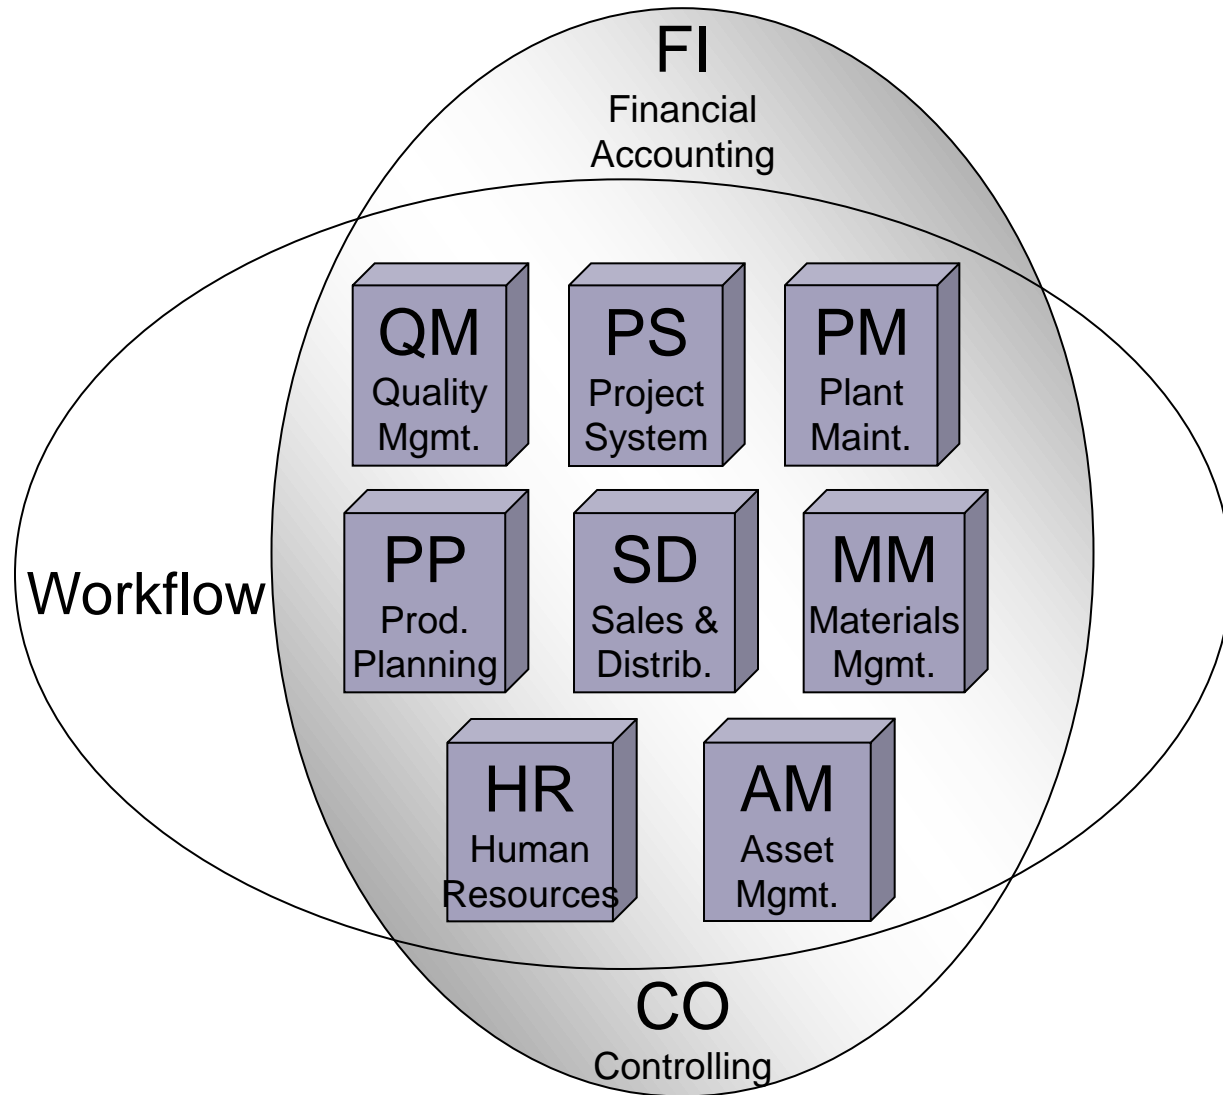 FI
Financial
Accounting
QM
Quality
Mgmt.
PS
Project
System
PM
Plant
Maint.
Workflow
PP
Prod.
Planning
SD
Sales &
Distrib.
MM
Materials
Mgmt.
HR
Human
Resources
AM
Asset
Mgmt.
CO
Controlling